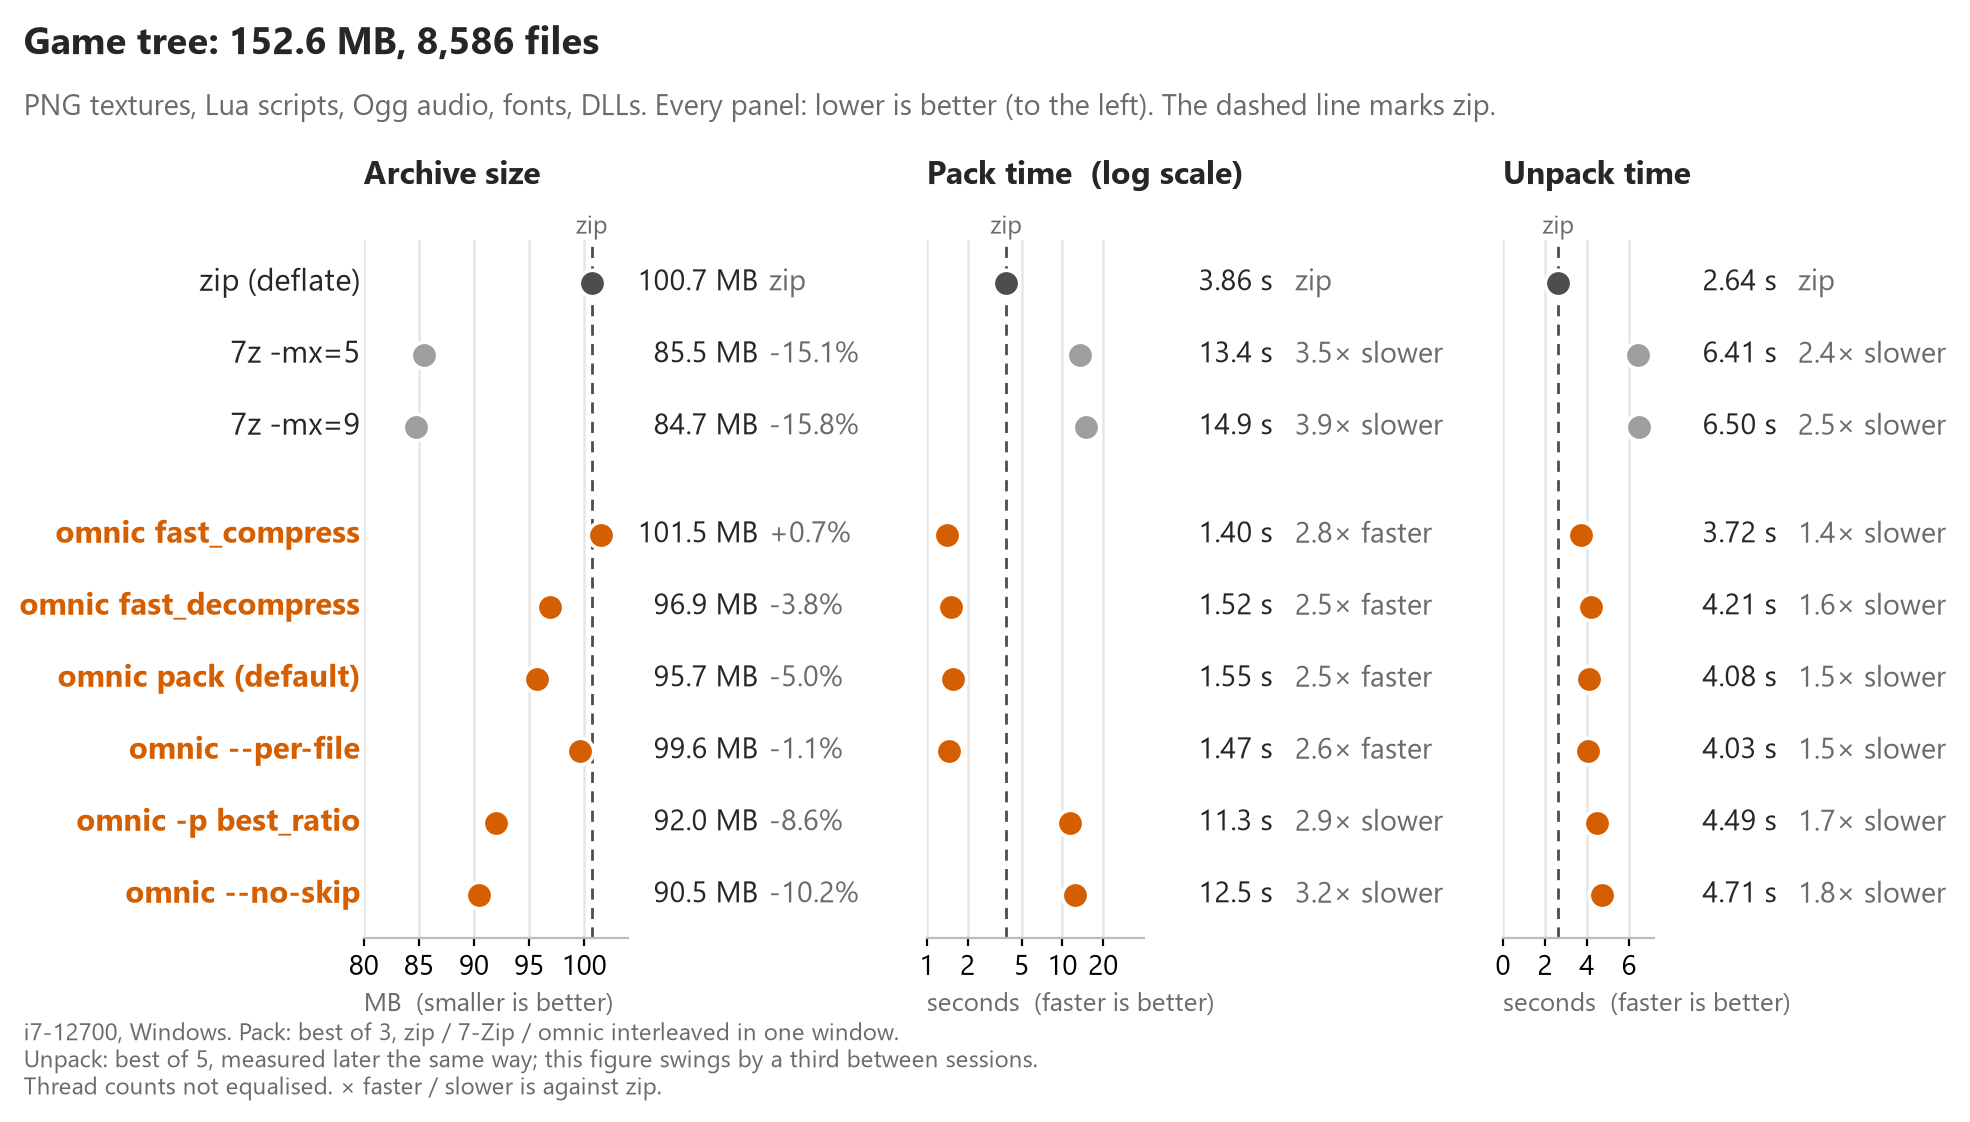 Game tree: 152.6 MB, 8,586 files
PNG textures, Lua scripts, Ogg audio, fonts, DLLs. Every panel: lower is better (to the left). The dashed line marks zip.
Archive size Pack time (log scale) Unpack time
zip zip zip
zip (deflate) 100.7 MB zip 3.86 s zip 2.64 s zip
7z -mx=5 85.5 MB -15.1% 13.4 s 3.5× slower 6.41 s 2.4× slower
7z -mx=9 84.7 MB -15.8% 14.9 s 3.9× slower 6.50 s 2.5× slower
omnic fast_compress 101.5 MB +0.7% 1.40 s 2.8× faster 3.72 s 1.4× slower
omnic fast_decompress 96.9 MB -3.8% 1.52 s 2.5× faster 4.21 s 1.6× slower
omnic pack (default) 95.7 MB -5.0% 1.55 s 2.5× faster 4.08 s 1.5× slower
omnic --per-file 99.6 MB -1.1% 1.47 s 2.6× faster 4.03 s 1.5× slower
omnic -p best_ratio 92.0 MB -8.6% 11.3 s 2.9× slower 4.49 s 1.7× slower
omnic --no-skip 90.5 MB -10.2% 12.5 s 3.2× slower 4.71 s 1.8× slower
80 85 90 95 100 1 2 5 10 20 0 2 4 6
MB (smaller is better) seconds (faster is better) seconds (faster is better)
i7-12700, Windows. Pack: best of 3, zip / 7-Zip / omnic interleaved in one window.
Unpack: best of 5, measured later the same way; this figure swings by a third between sessions.
Thread counts not equalised. × faster / slower is against zip.